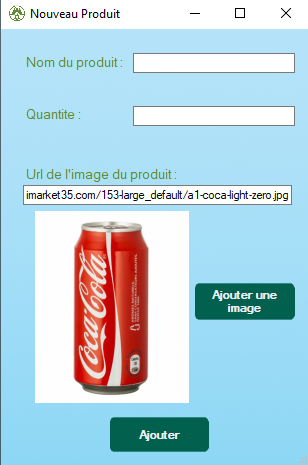 Nouveau Produit
Nom du produit :
Quantite :
Url de l'image du produit :
imarket35.com/153-large_default/a1-coca-light-zero.jpg
Coca-Cola
Ajouter une
image
Ajouter